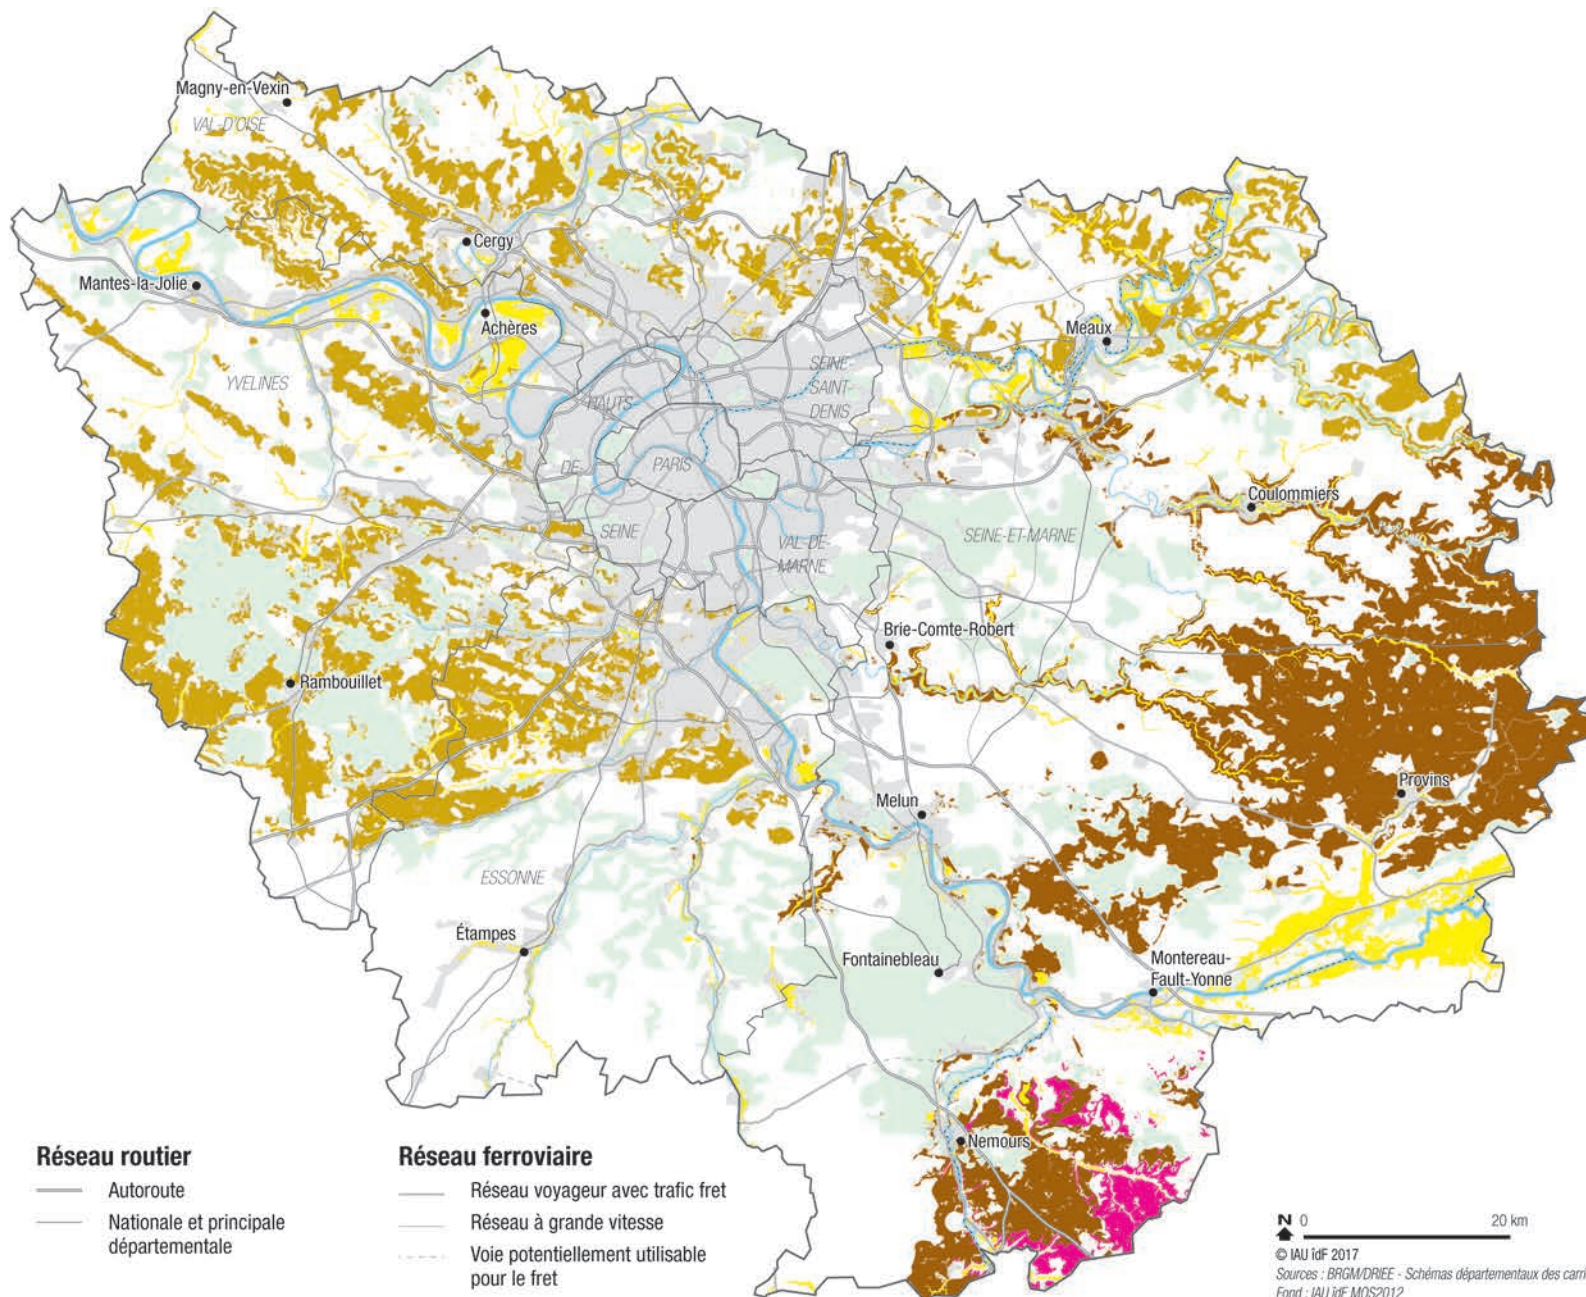 Magny-en-Vexin
VAL-D'OISE
Cergy
Mantes-la-Jolie
Achères
Meaux
YVELINES
HAUTS
SEINE-
SAINT-
DENIS
DE
PARIS
Coulommiers
SEINE
VAL-DE-
MARNE
SEINE-ET-MARNE
Brie-Comte-Robert
Rambouillet
Provins
Melun
ESSONNE
Étampes
Fontainebleau
Montereau-
Fault-Yonne
Nemours
Réseau routier
Autoroute
Nationale et principale
départementale
Réseau ferroviaire
Réseau voyageur avec trafic fret
Réseau à grande vitesse
Voie potentiellement utilisable
pour le fret
N 0 20 km
© IAU îdF 2017
Sources : BRGM/DRIEE - Schémas départementaux des carri
Fond : IAU îdF MOS2012